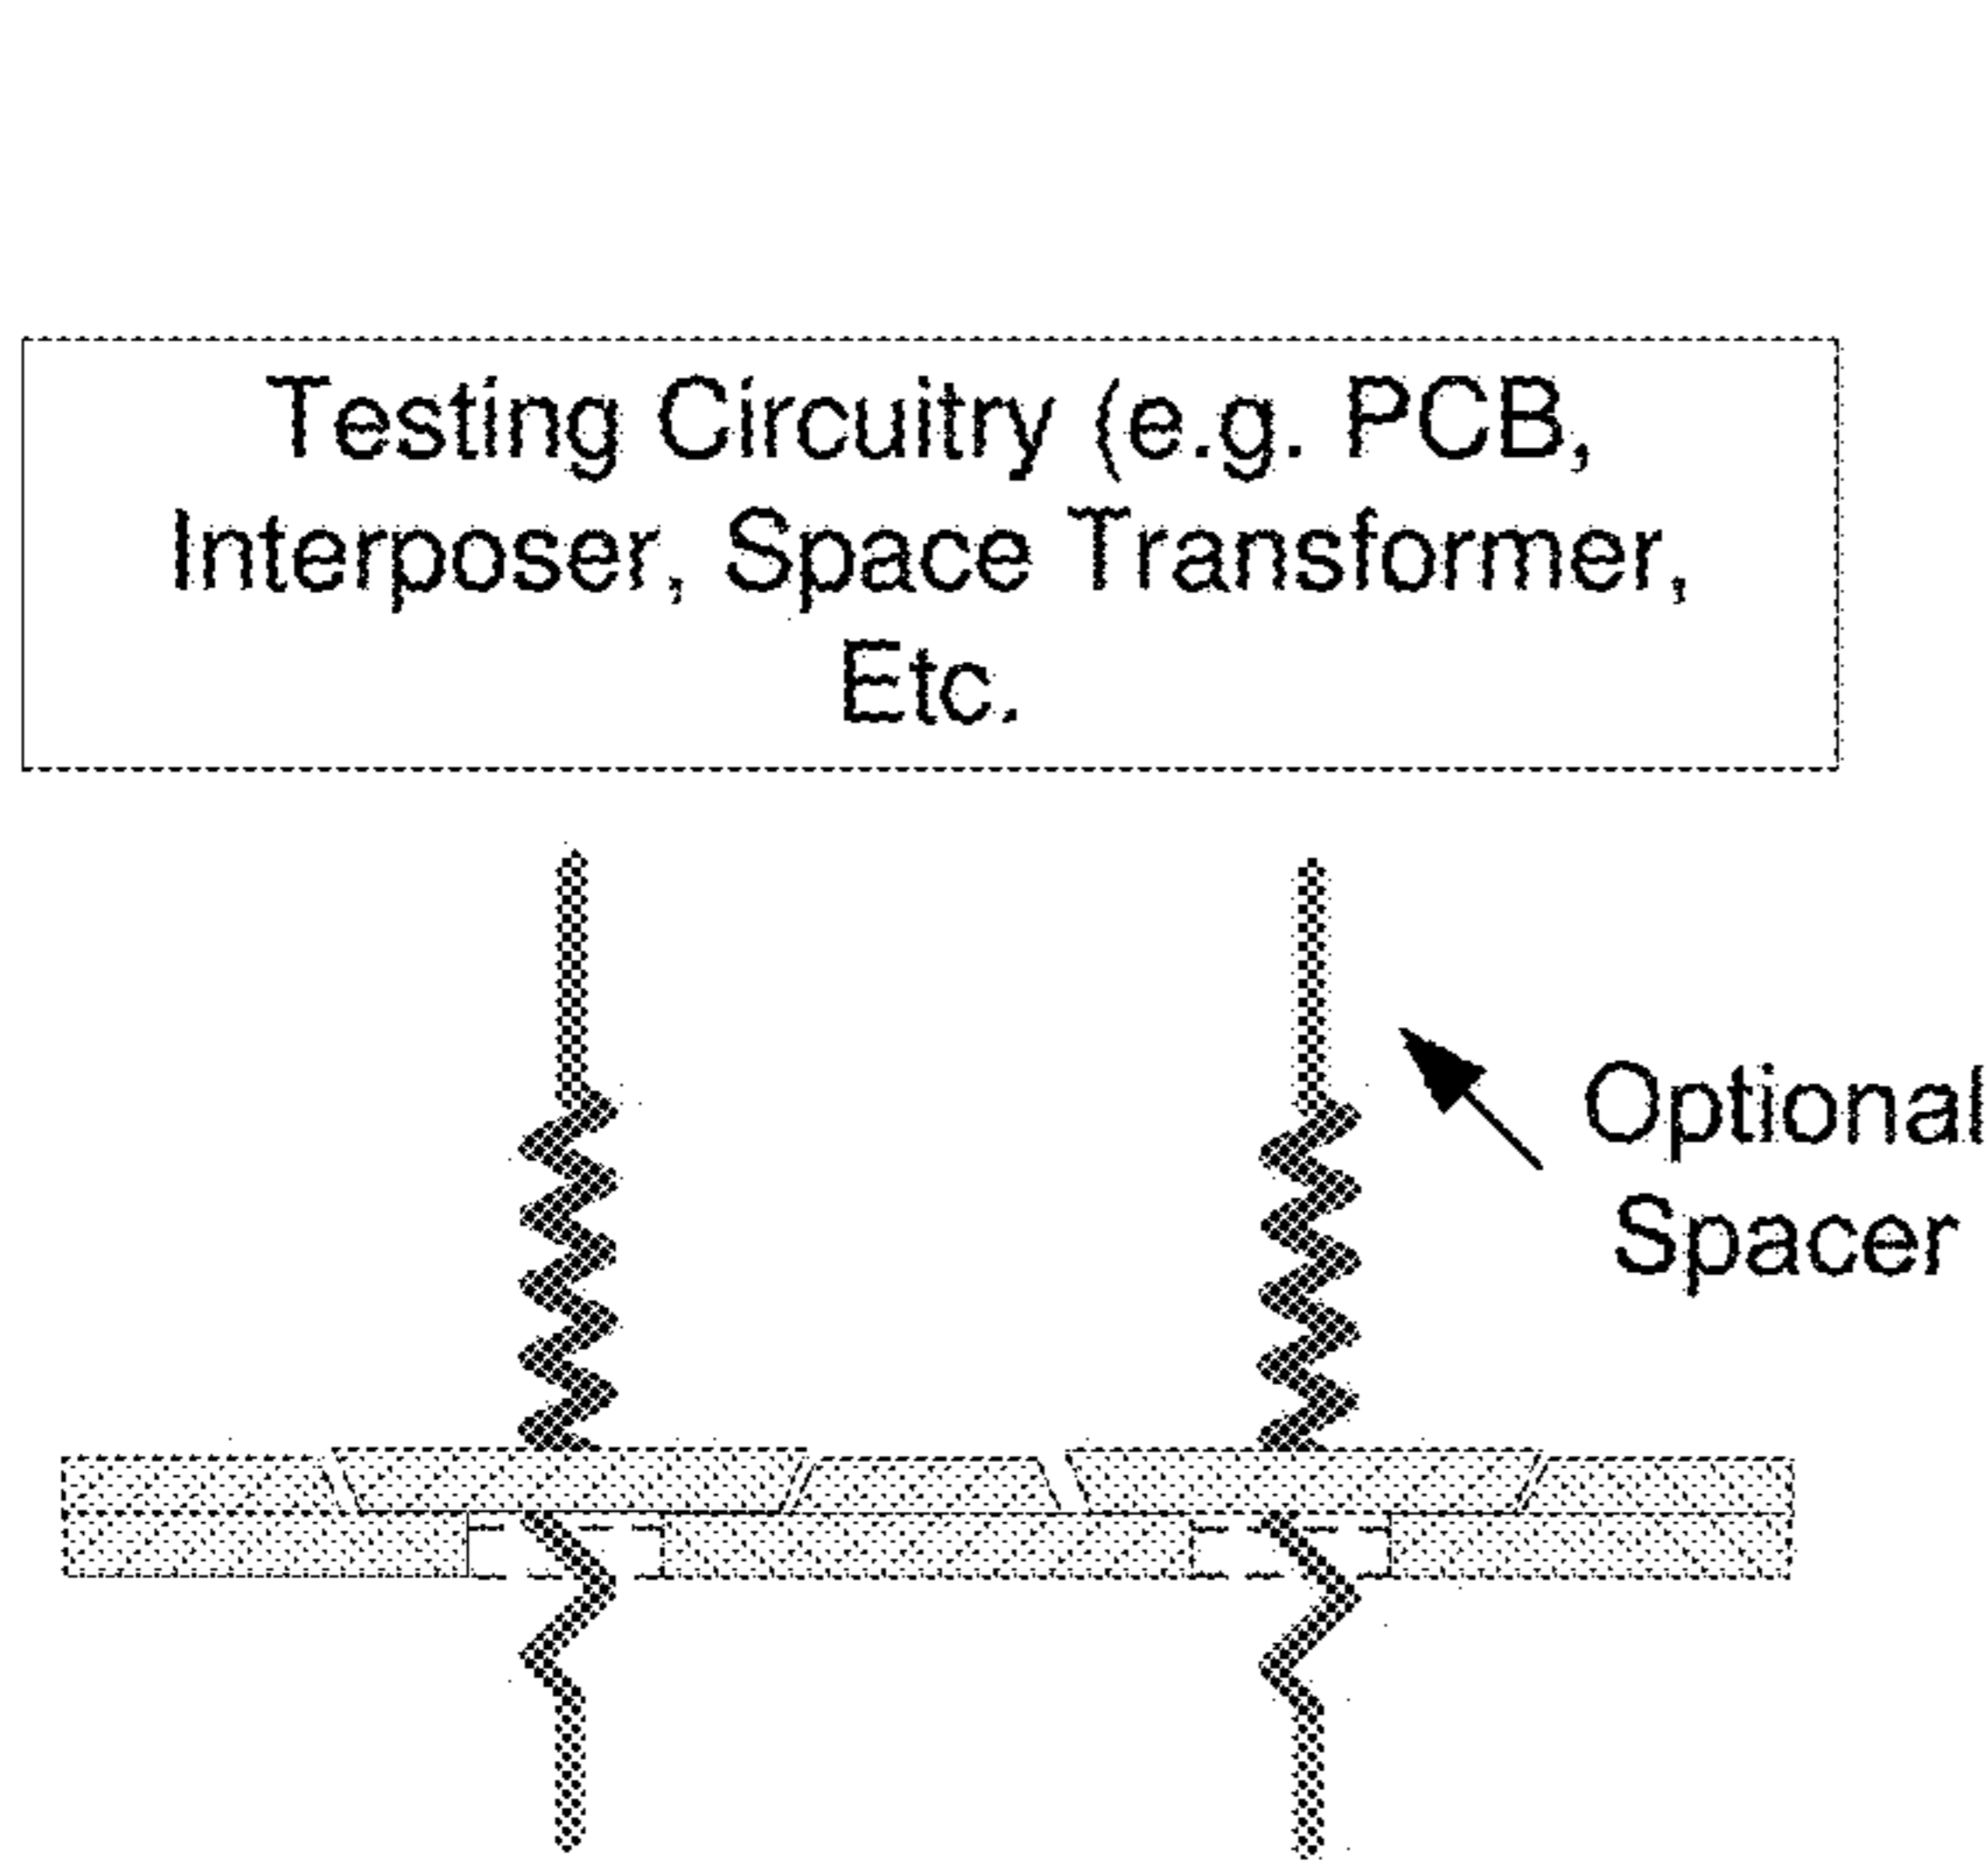 Testing Circuitry (e.g. PCB,
Interposer, Space Transformer,
Etc.
Optional
Spacer